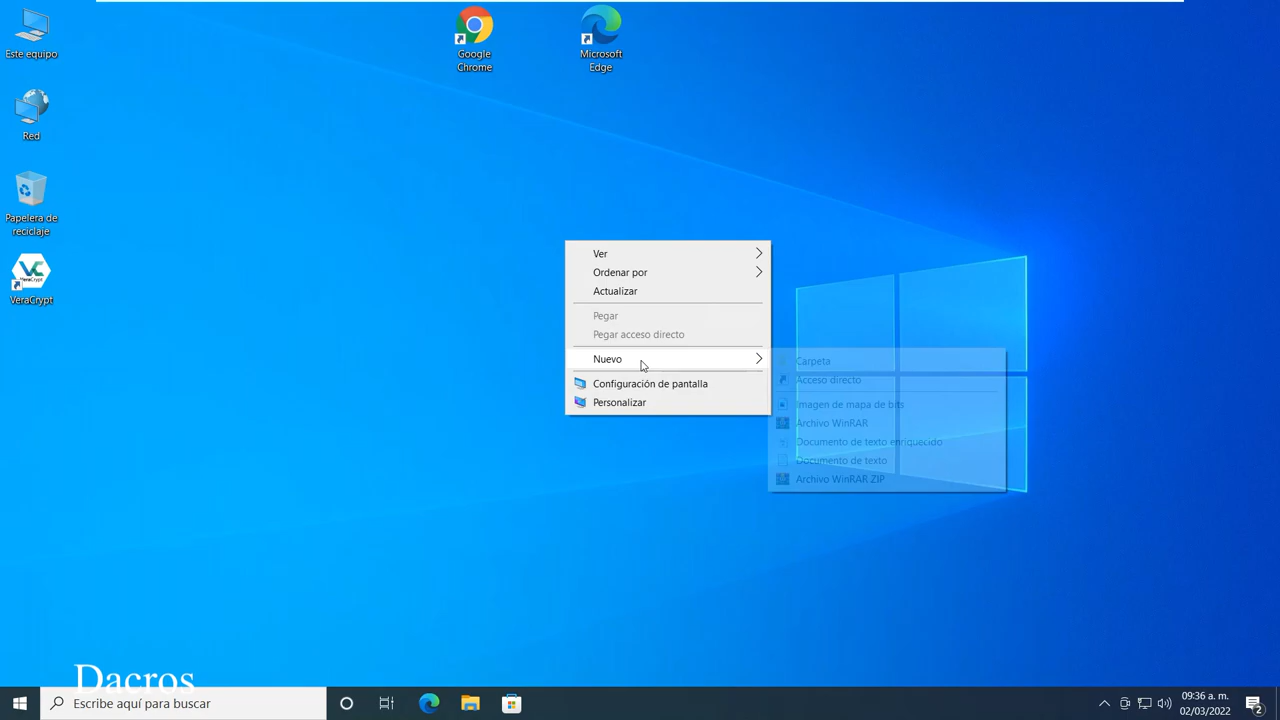 Este equipo
Google
Chrome
Microsoft
Edge
Red
Papelera de
reciclaje
VeraCrypt
VeraCrypt
Ver
Ordenar por
Actualizar
Pegar
Pegar acceso directo
Nuevo
Configuración de pantalla
Personalizar
Carpeta
Acceso directo
Imagen de mapa de bits
Archivo WinRAR
Documento de texto enriquecido
Documento de texto
Archivo WinRAR ZIP
Dacros
Escribe aquí para buscar
09:36 a. m.
02/03/2022
2